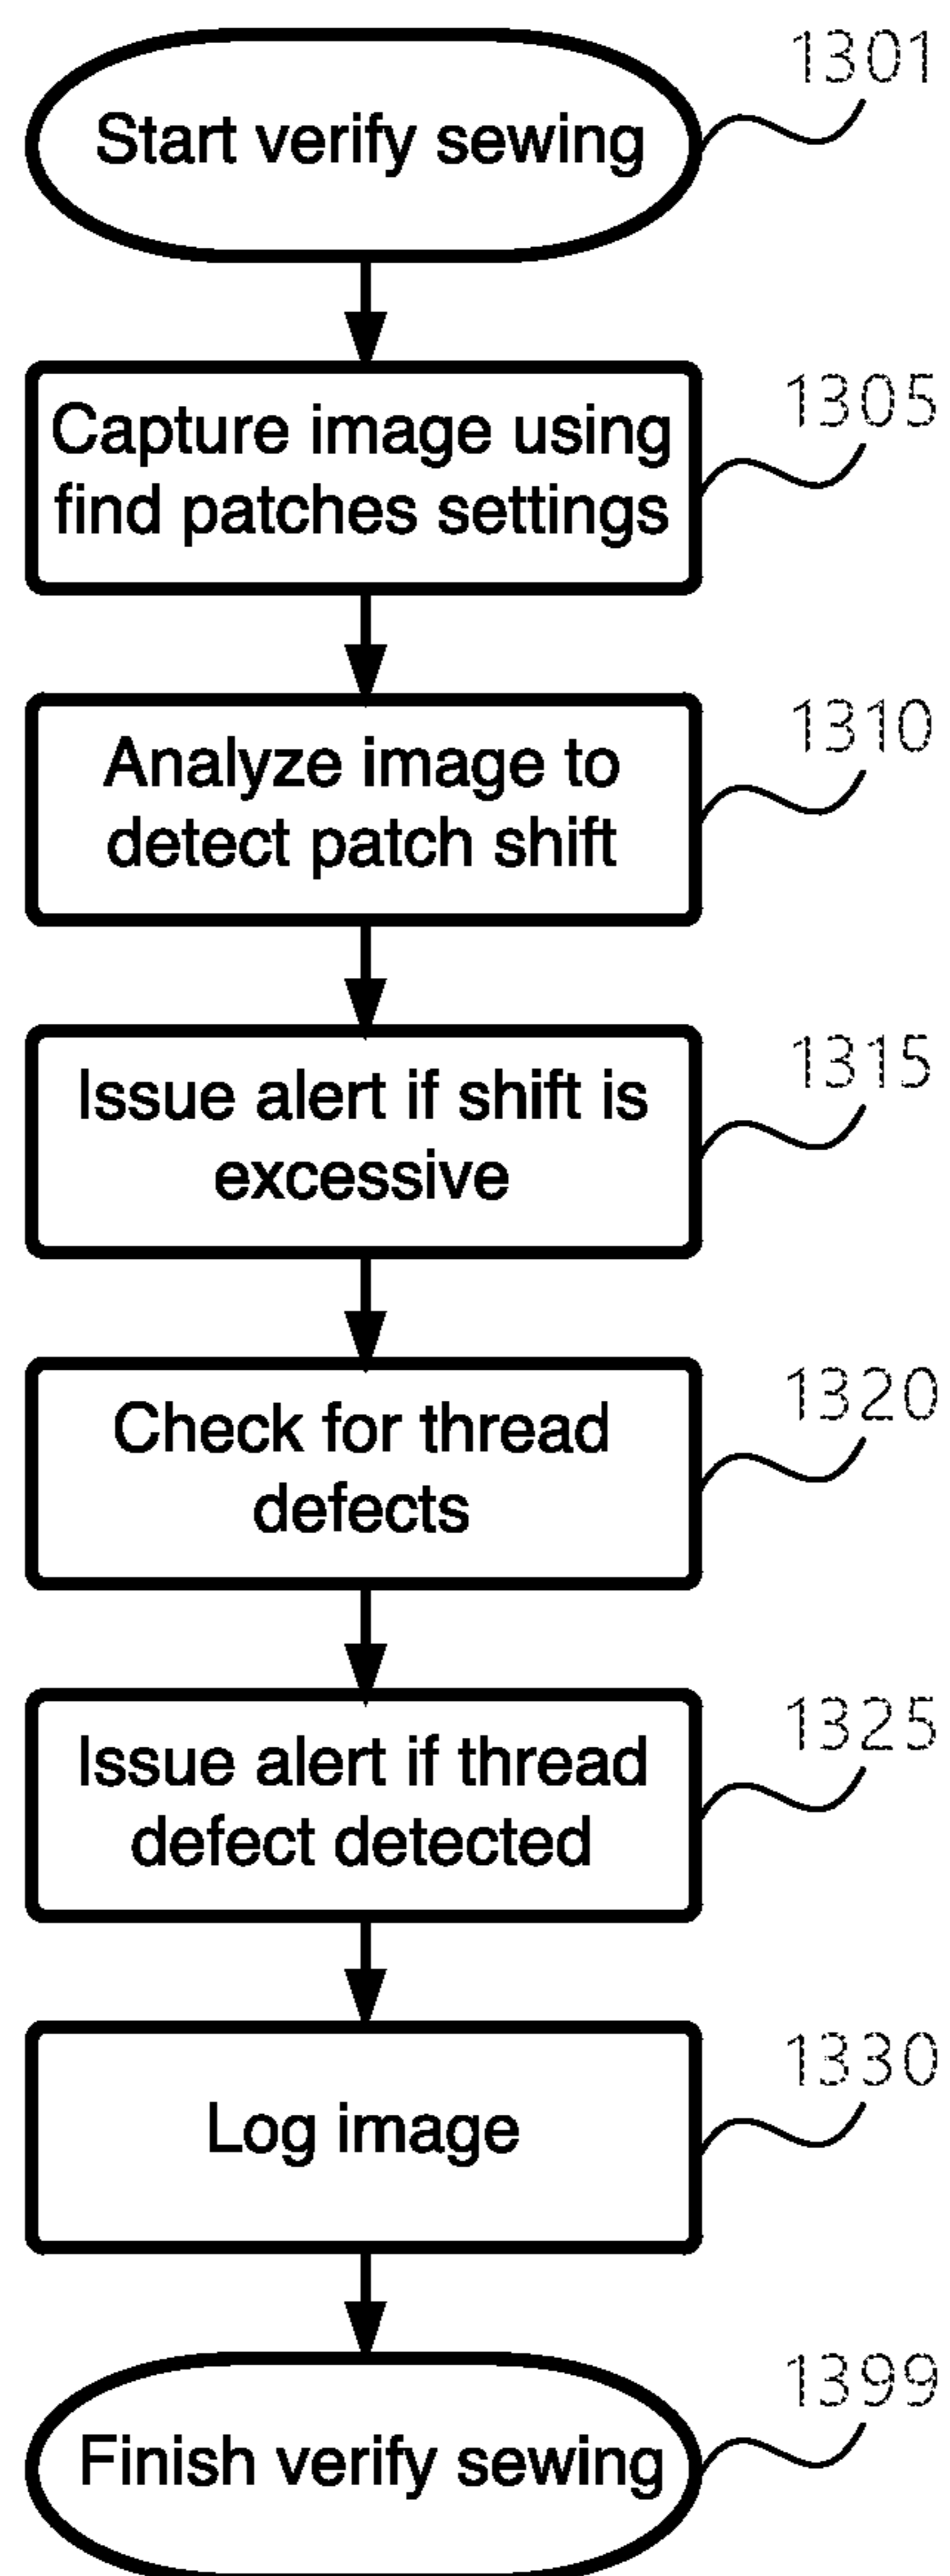 1301
Start verify sewing
1305
Capture image using
find patches settings
1310
Analyze image to
detect patch shift
1315
Issue alert if shift is
excessive
1320
Check for thread
defects
1325
Issue alert if thread
defect detected
1330
Log image
1399
Finish verify sewing